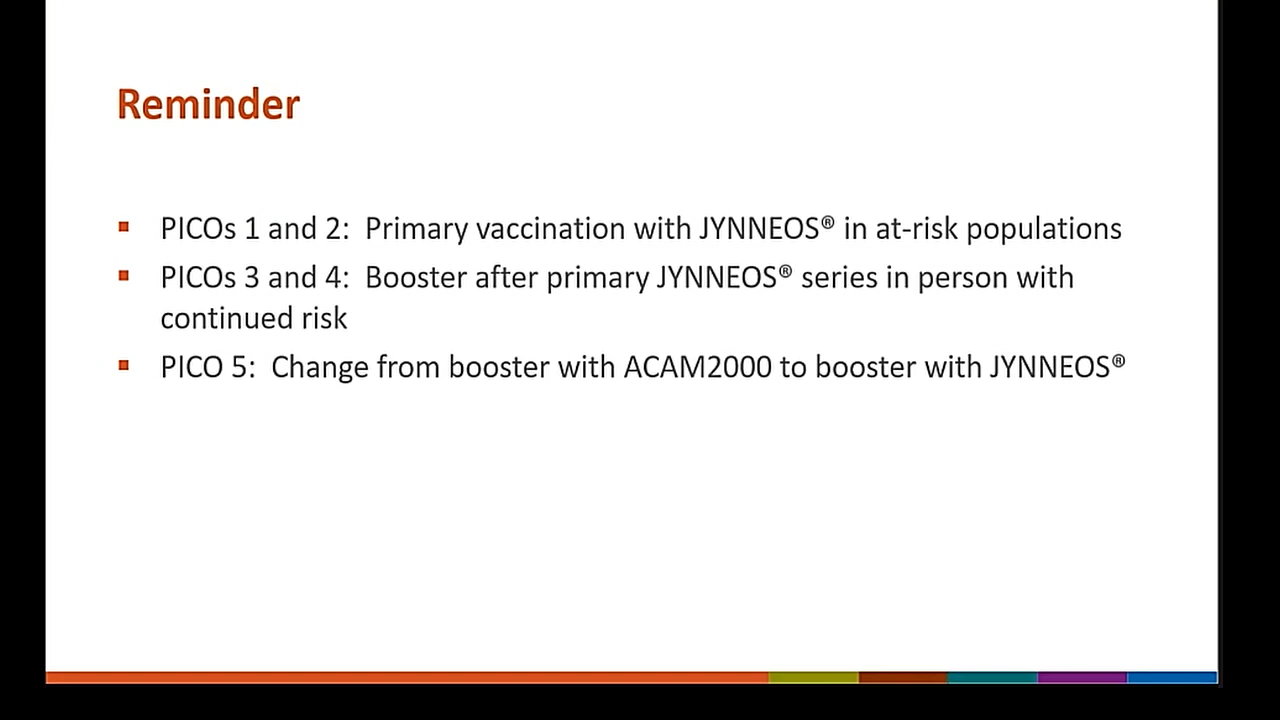 Reminder
▪ PICOs 1 and 2:  Primary vaccination with JYNNEOS® in at-risk populations
▪ PICOs 3 and 4:  Booster after primary JYNNEOS® series in person with
continued risk
▪ PICO 5:  Change from booster with ACAM2000 to booster with JYNNEOS®